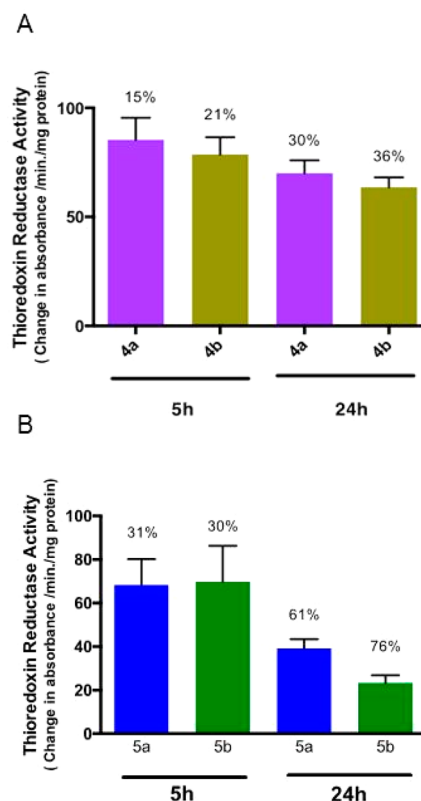 A
Thioredoxin Reductase Activity
( Change in absorbance /min./mg protein)
100
50
0
15%
21%
30%
36%
4a
4b
4a
4b
5h
24h
B
Thioredoxin Reductase Activity
( Change in absorbance /min./mg protein)
100
80
60
40
20
0
31%
30%
61%
76%
5a
5b
5a
5b
5h
24h